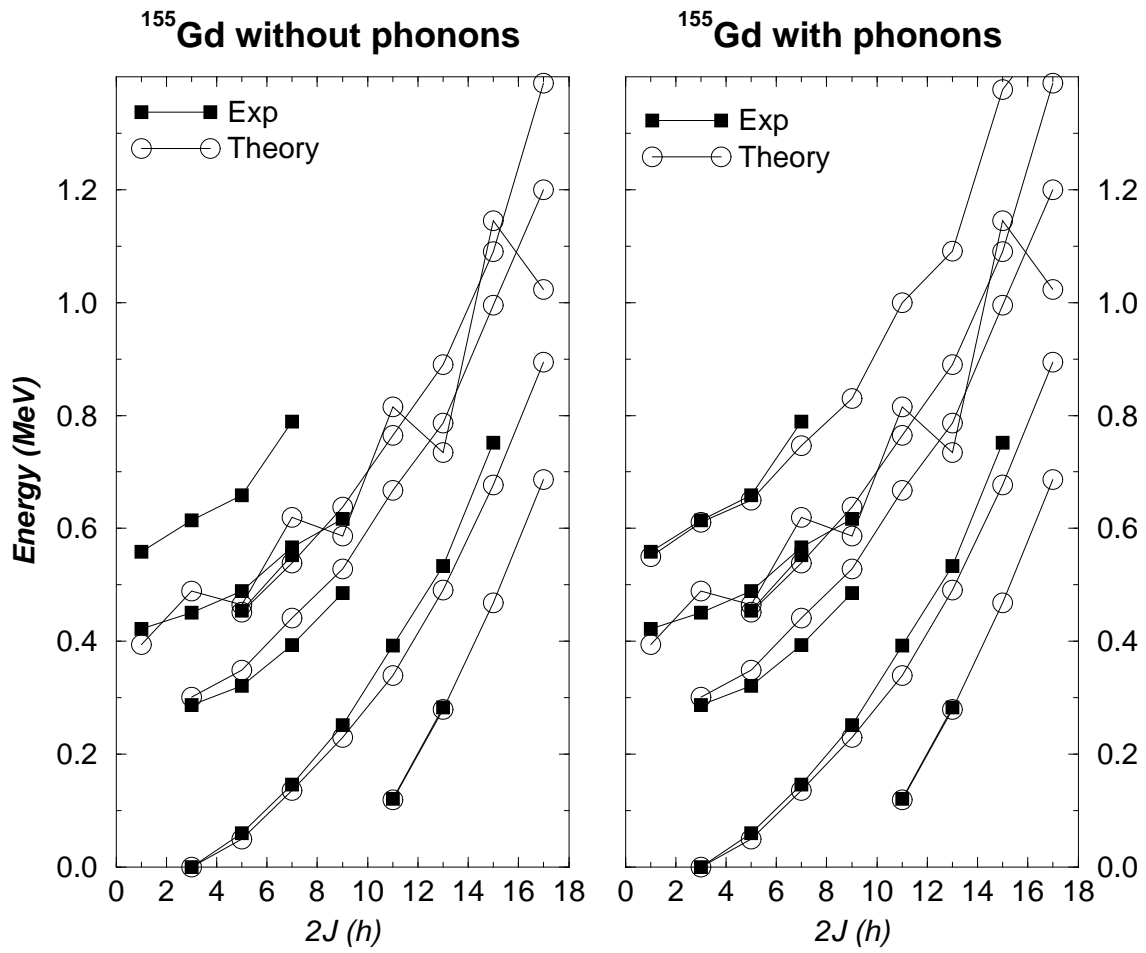 155Gd without phonons
155Gd with phonons
Exp
Theory
Exp
Theory
Energy (MeV)
1.2
1.0
0.8
0.6
0.4
0.2
0.0
1.2
1.0
0.8
0.6
0.4
0.2
0.0
0 2 4 6 8 10 12 14 16 18
0 2 4 6 8 10 12 14 16 18
2J (h)
2J (h)